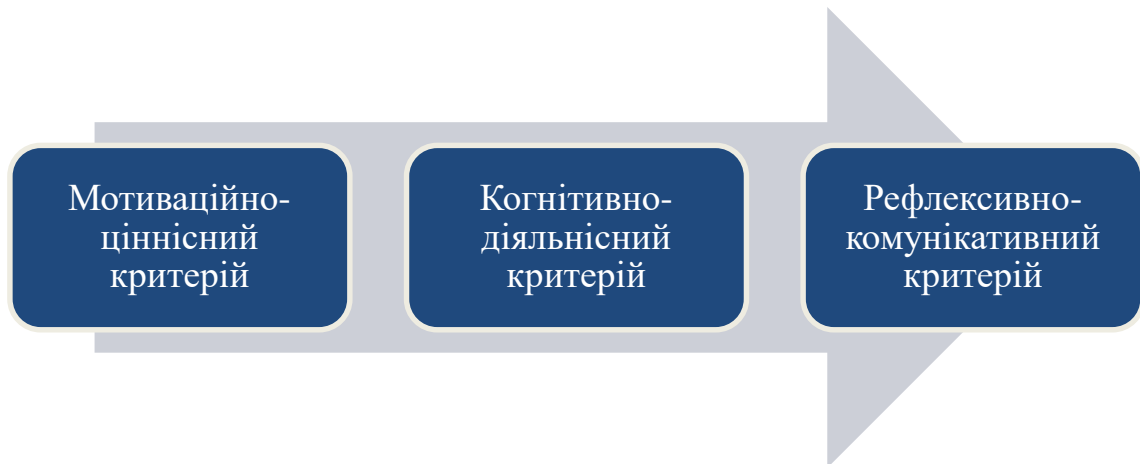 Мотиваційно-
ціннісний
критерій
Когнітивно-
діяльнісний
критерій
Рефлексивно-
комунікативний
критерій